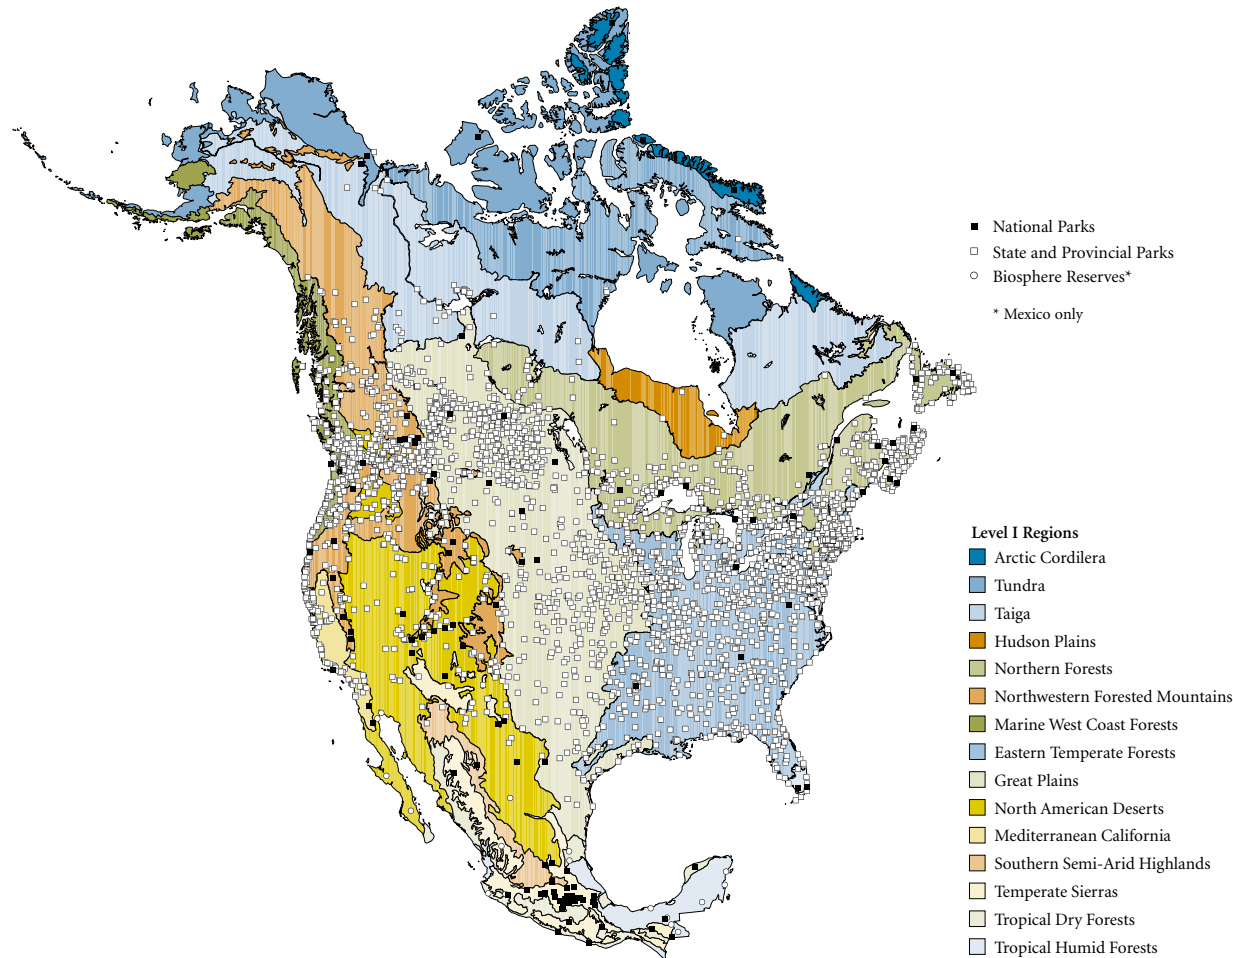 National Parks
State and Provincial Parks
Biosphere Reserves*
* Mexico only
Level I Regions
Arctic Cordilera
Tundra
Taiga
Hudson Plains
Northern Forests
Northwestern Forested Mountains
Marine West Coast Forests
Eastern Temperate Forests
Great Plains
North American Deserts
Mediterranean California
Southern Semi-Arid Highlands
Temperate Sierras
Tropical Dry Forests
Tropical Humid Forests